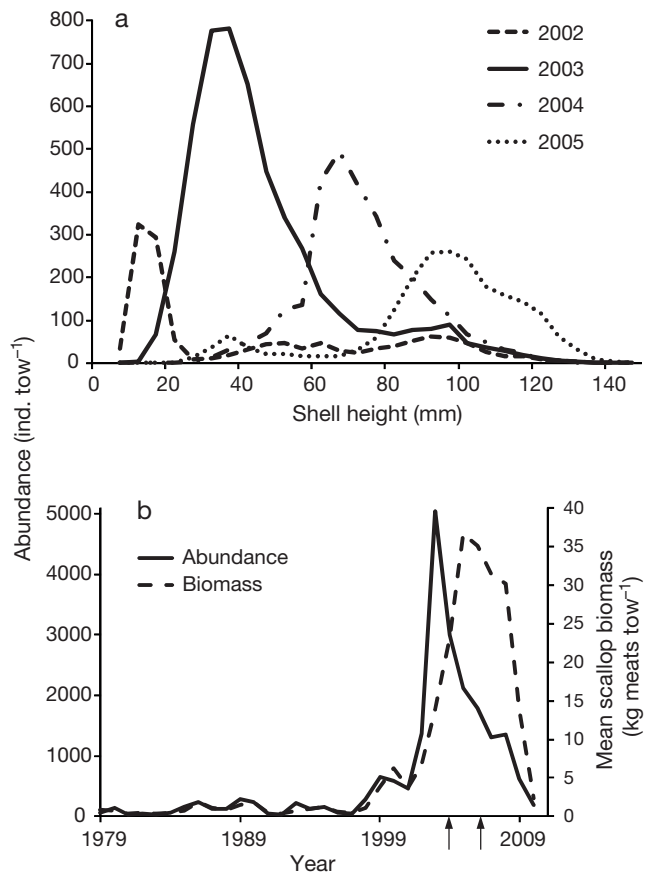 a
800
700
600
500
400
300
200
100
0
2002
2003
2004
2005
0 20 40 60 80 100 120 140
Shell height (mm)
Abundance (ind. tow⁻¹)
b
Abundance
Biomass
5000
4000
3000
2000
1000
0
40
35
30
25
20
15
10
5
0
Mean scallop biomass
(kg meats tow⁻¹)
1979 1989 1999 2009
Year